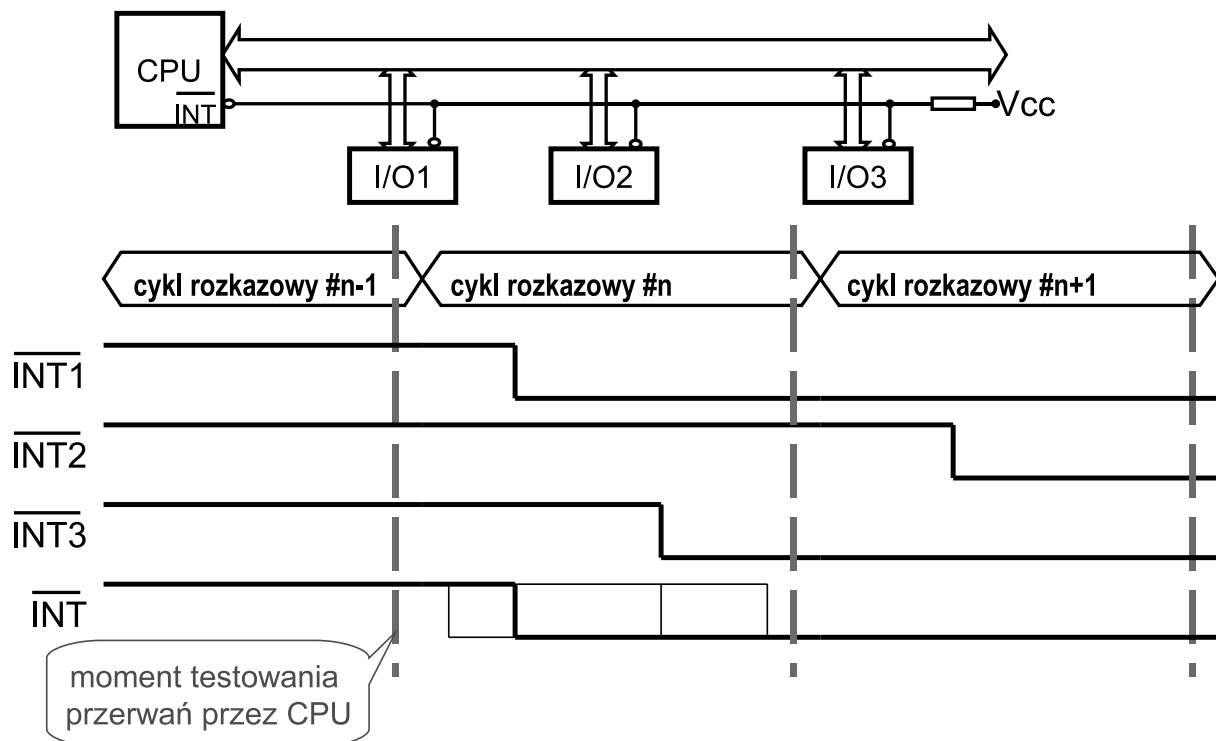 CPU
INT
Vcc
I/O1
I/O2
I/O3
cykl rozkazowy #n-1
cykl rozkazowy #n
cykl rozkazowy #n+1
INT1
INT2
INT3
INT
moment testowania
przerwań przez CPU